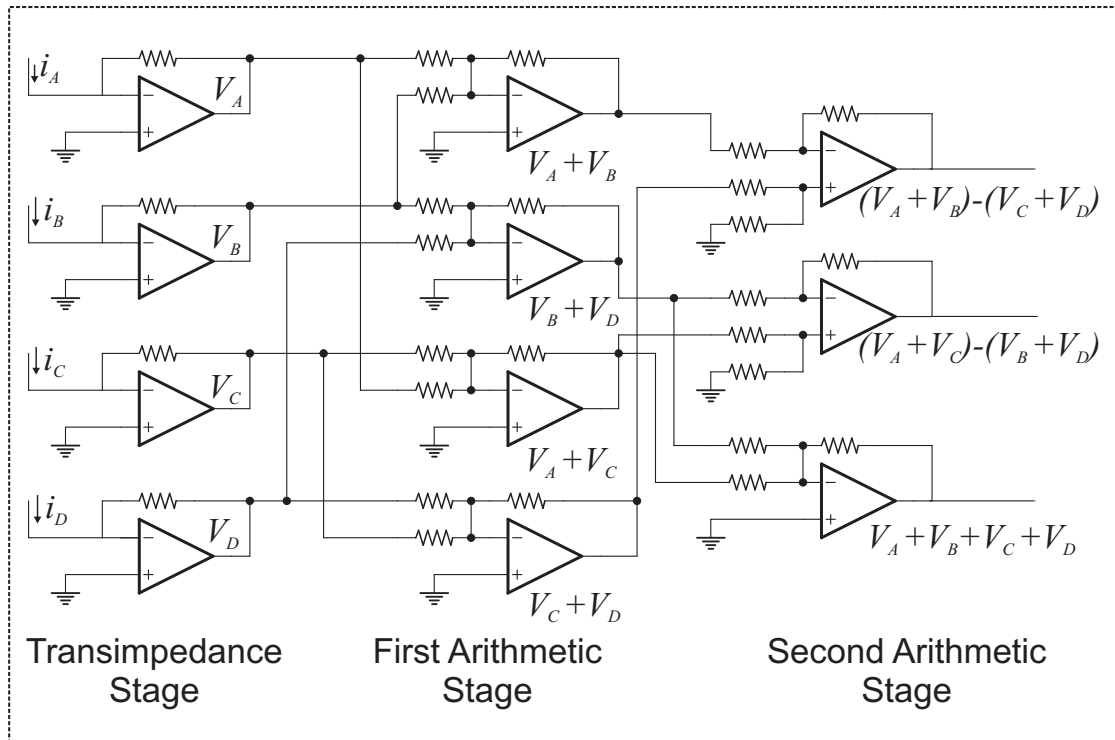 i_A
V_A
V_A + V_B
(V_A + V_B)-(V_C + V_D)
i_B
V_B
V_B + V_D
(V_A + V_C)-(V_B + V_D)
i_C
V_C
V_A + V_C
V_A + V_B + V_C + V_D
i_D
V_D
V_C + V_D
Transimpedance
Stage
First Arithmetic
Stage
Second Arithmetic
Stage